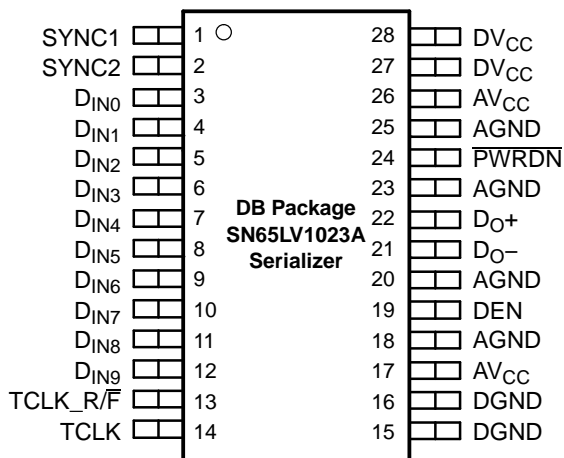 SYNC1 1 28 DVCC
SYNC2 2 27 DVCC
DIN0 3 26 AVCC
DIN1 4 25 AGND
DIN2 5 24 P̅W̅R̅D̅N̅
DIN3 6 23 AGND
DIN4 7 DB Package 22 DO+
DIN5 8 SN65LV1023A 21 DO–
DIN6 9 Serializer 20 AGND
DIN7 10 19 DEN
DIN8 11 18 AGND
DIN9 12 17 AVCC
TCLK_R/F̅ 13 16 DGND
TCLK 14 15 DGND